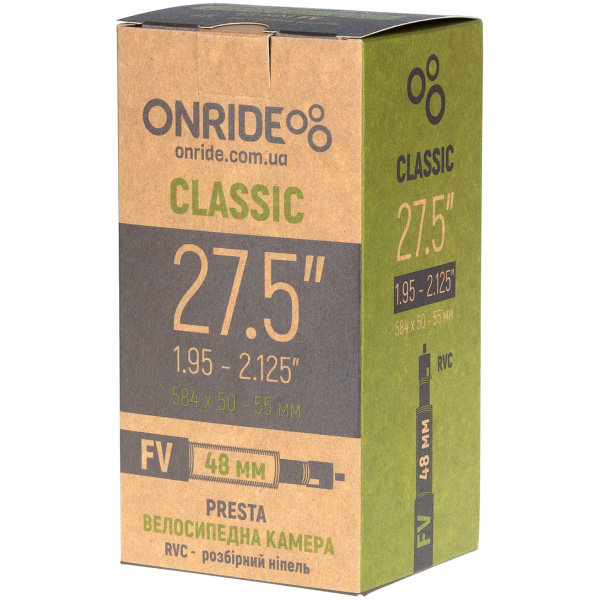 ONRIDE
onride.com.ua
CLASSIC
27.5"
1.95 - 2.125"
584 x 50 - 55 мм
FV 48 мм
PRESTA
ВЕЛОСИПЕДНА КАМЕРА
RVC - розбірний ніпель
CLASSIC
27.5"
1.95 - 2.125"
584 x 50 - 55 мм
RVC
FV 48 мм